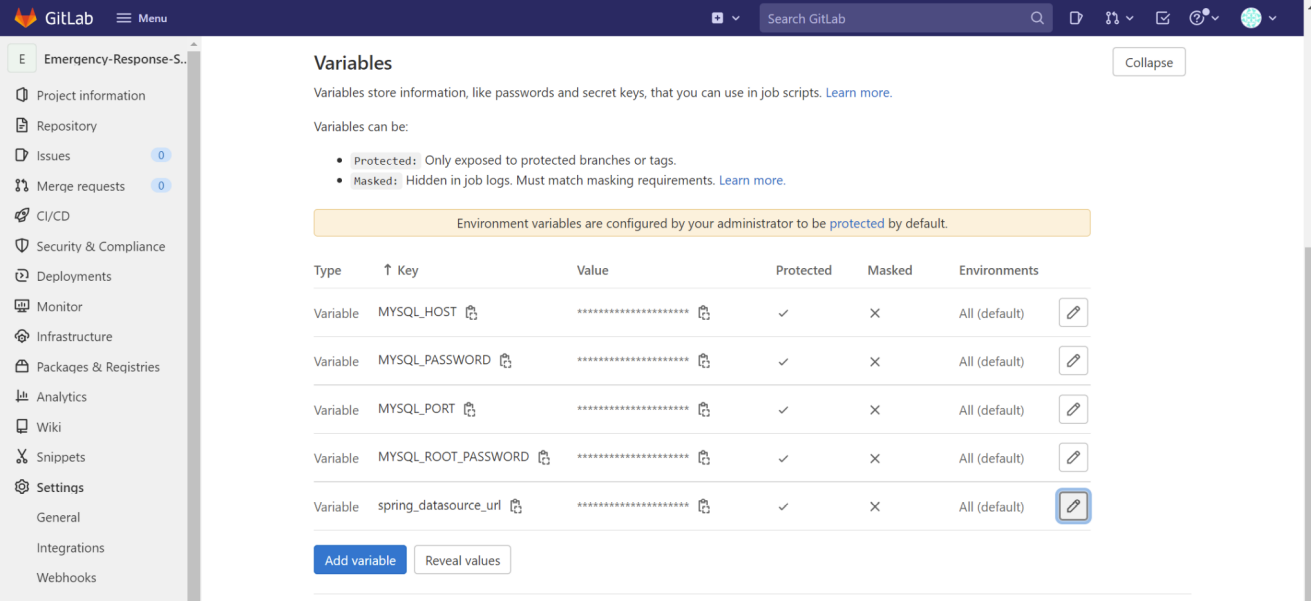 GitLab
Menu
Search GitLab
E
Emergency-Response-S..
Project information
Repository
Issues
0
Merge requests
0
CI/CD
Security & Compliance
Deployments
Monitor
Infrastructure
Packages & Registries
Analytics
Wiki
Snippets
Settings
General
Integrations
Webhooks
Variables
Collapse
Variables store information, like passwords and secret keys, that you can use in job scripts. Learn more.
Variables can be:
• Protected: Only exposed to protected branches or tags.
• Masked: Hidden in job logs. Must match masking requirements. Learn more.
Environment variables are configured by your administrator to be protected by default.
Type ↑ Key Value Protected Masked Environments
Variable MYSQL_HOST ********************* ✓ ✕ All (default)
Variable MYSQL_PASSWORD ********************* ✓ ✕ All (default)
Variable MYSQL_PORT ********************* ✓ ✕ All (default)
Variable MYSQL_ROOT_PASSWORD ********************* ✓ ✕ All (default)
Variable spring_datasource_url ********************* ✓ ✕ All (default)
Add variable Reveal values